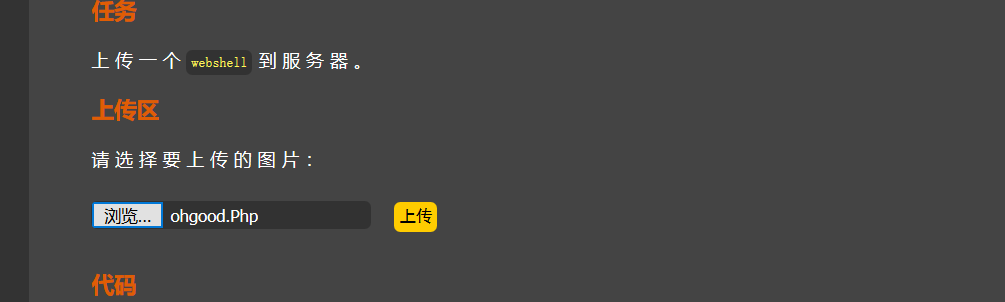 任务
上传一个 webshell 到服务器。
上传区
请选择要上传的图片：
浏览... ohgood.Php 上传
代码